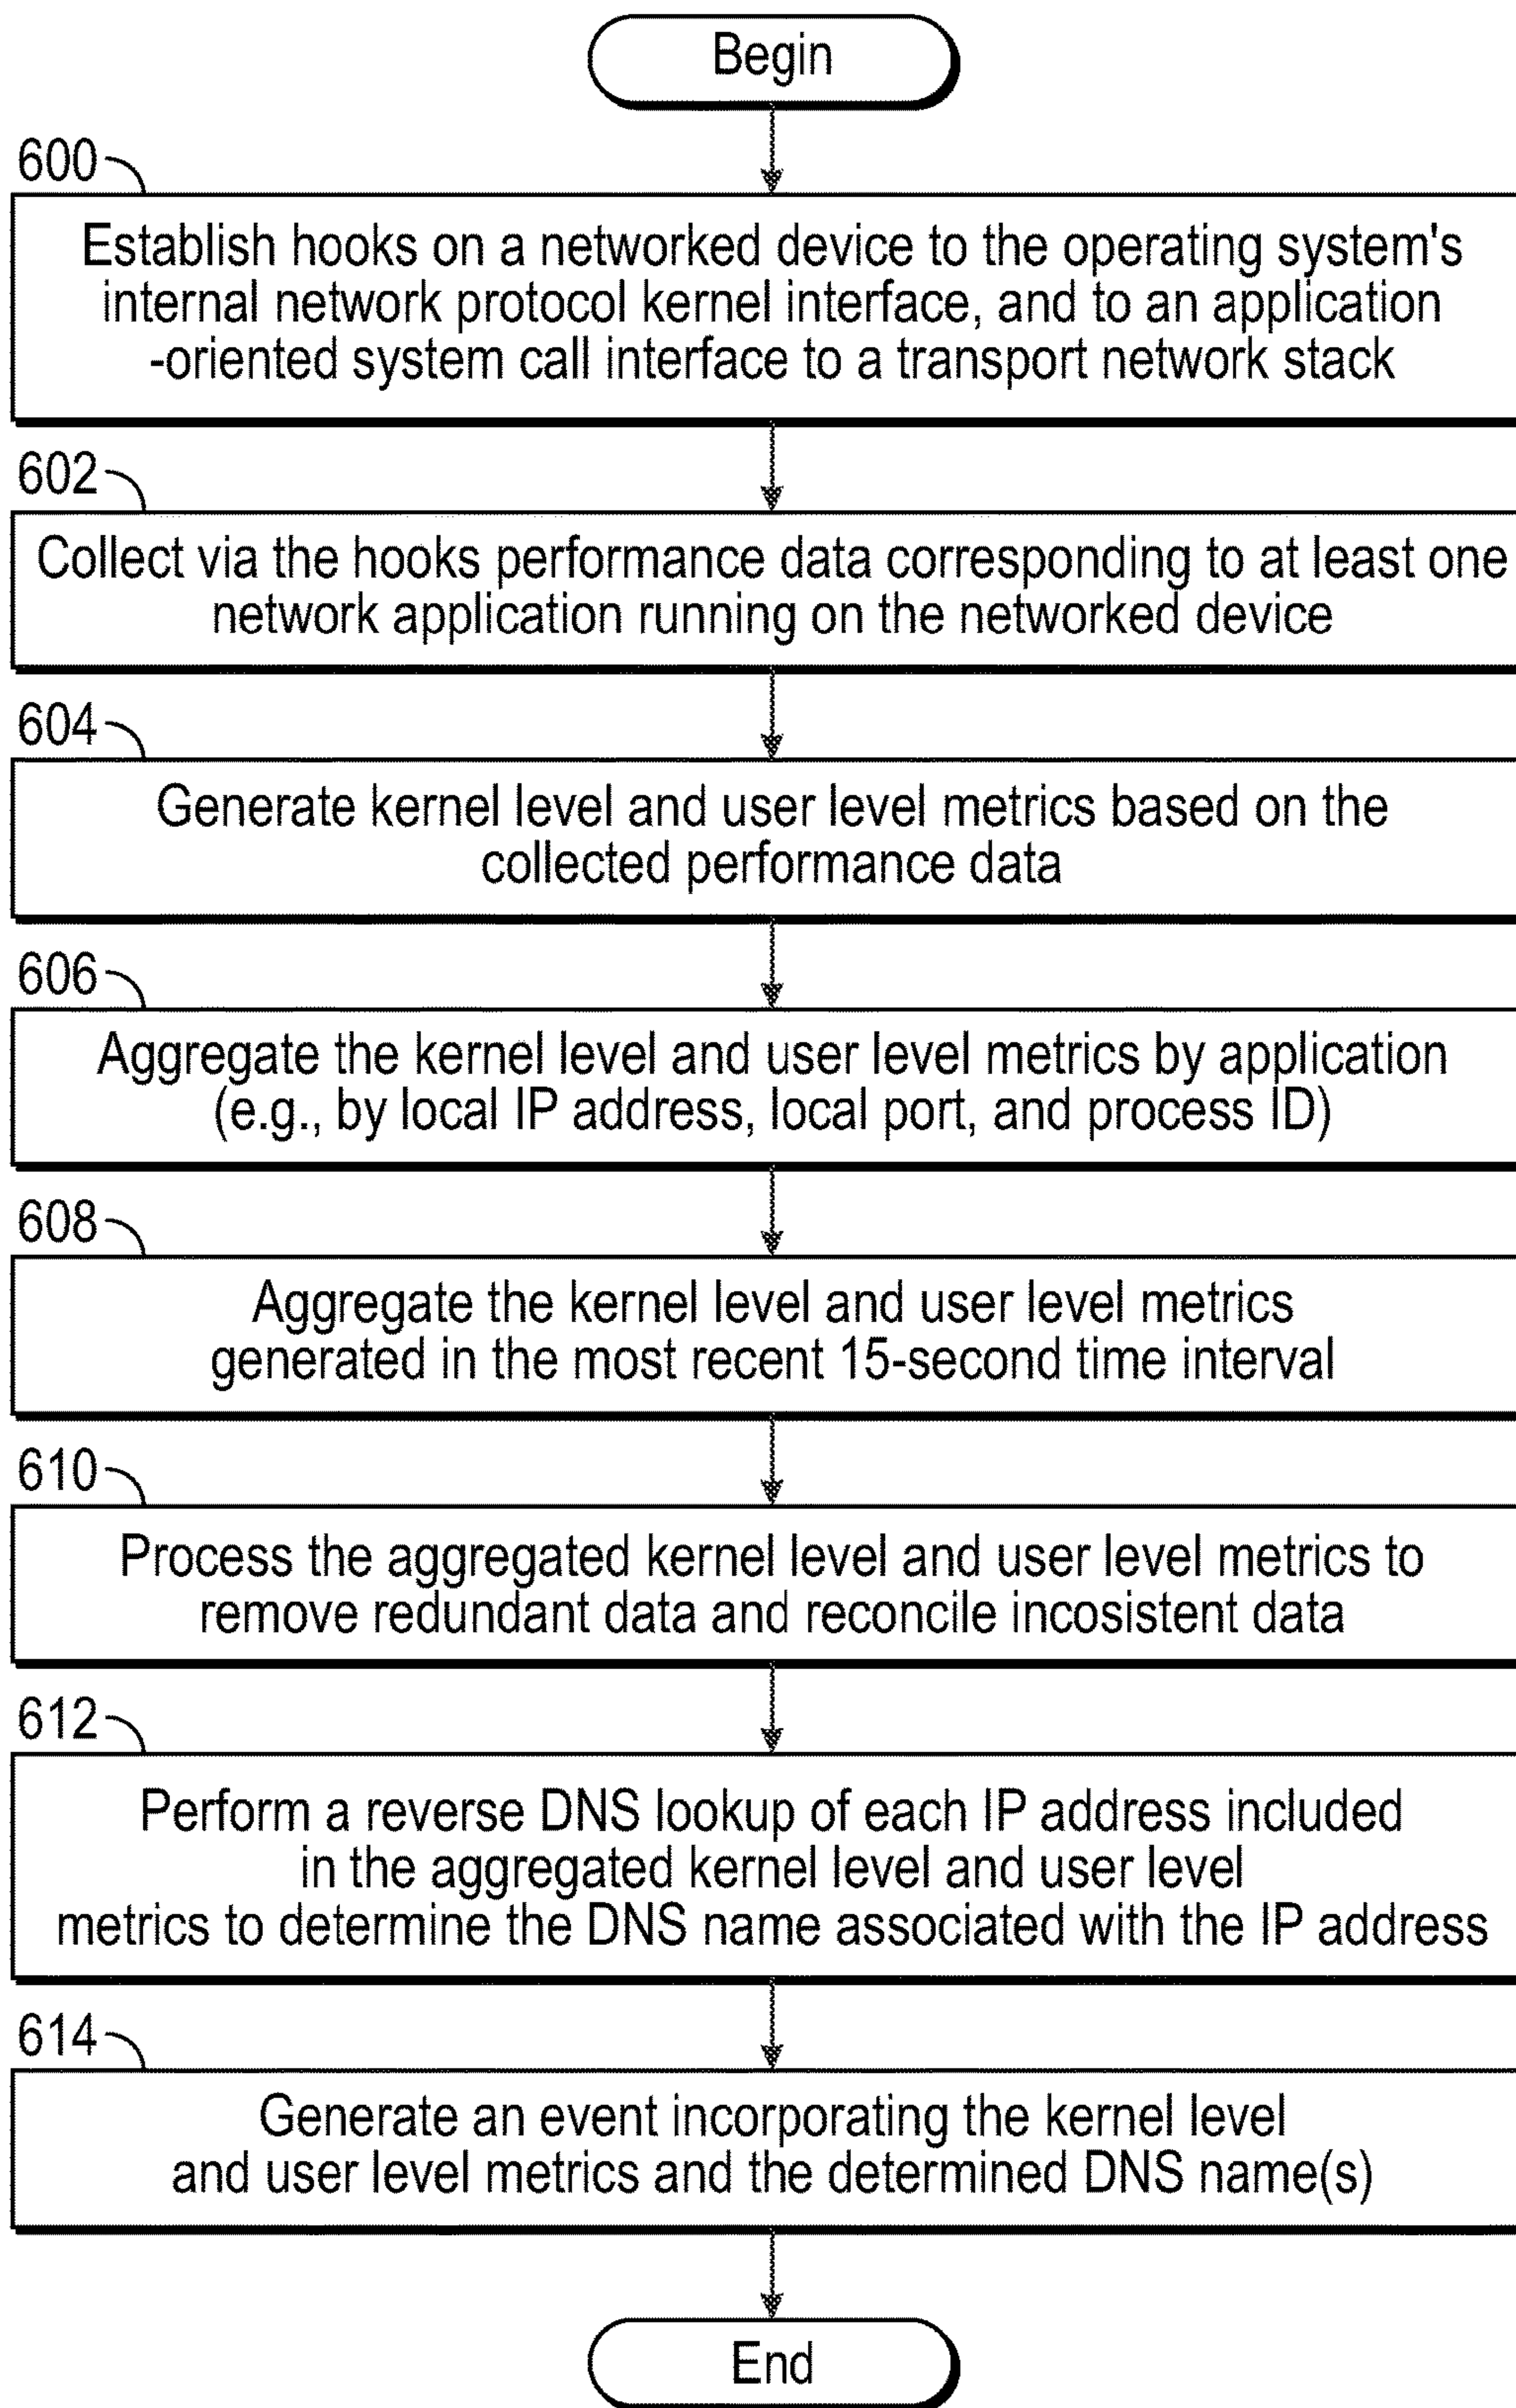 Begin
600
Establish hooks on a networked device to the operating system's
internal network protocol kernel interface, and to an application
-oriented system call interface to a transport network stack
602
Collect via the hooks performance data corresponding to at least one
network application running on the networked device
604
Generate kernel level and user level metrics based on the
collected performance data
606
Aggregate the kernel level and user level metrics by application
(e.g., by local IP address, local port, and process ID)
608
Aggregate the kernel level and user level metrics
generated in the most recent 15-second time interval
610
Process the aggregated kernel level and user level metrics to
remove redundant data and reconcile incosistent data
612
Perform a reverse DNS lookup of each IP address included
in the aggregated kernel level and user level
metrics to determine the DNS name associated with the IP address
614
Generate an event incorporating the kernel level
and user level metrics and the determined DNS name(s)
End